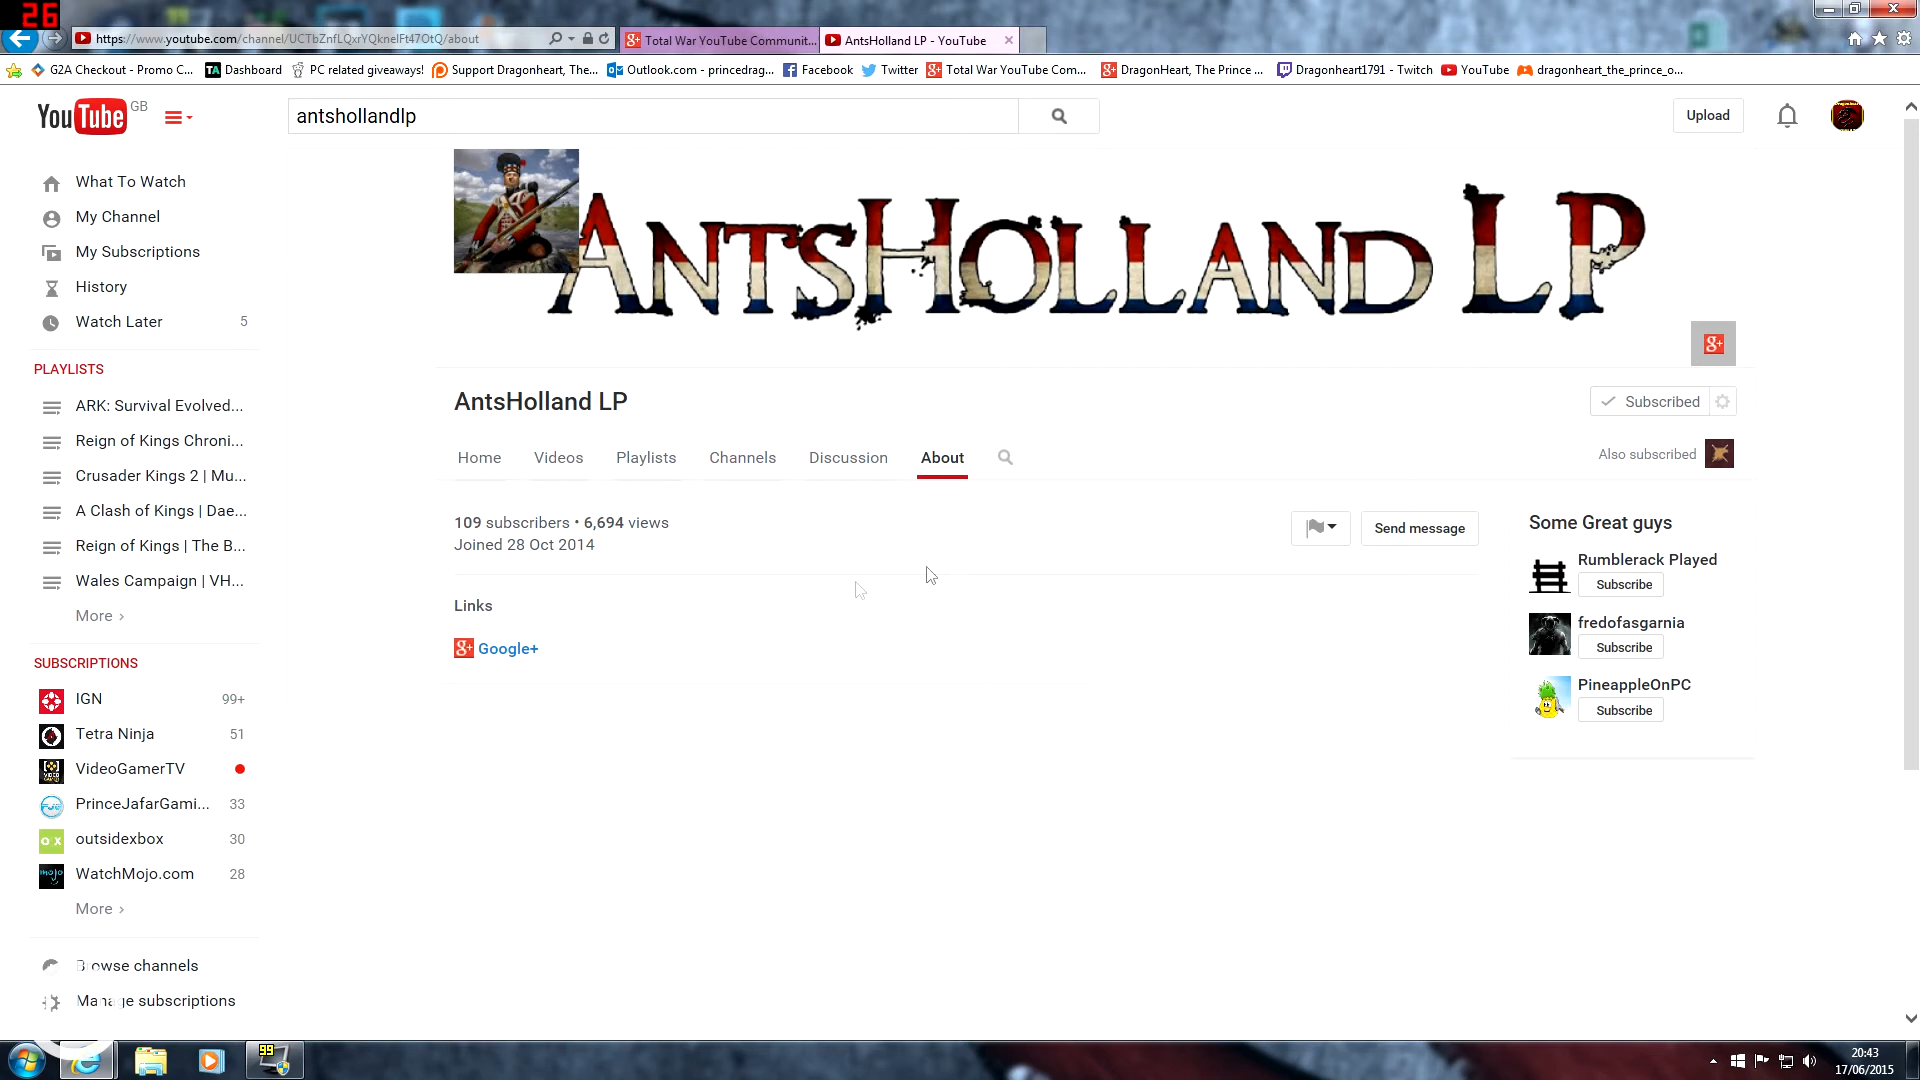 26
https://www.youtube.com/channel/UCTbZnfLQxrYQknelFt47OtQ/about
Total War YouTube Communit...
AntsHolland LP - YouTube
G2A Checkout - Promo C...
Dashboard
PC related giveaways!
Support Dragonheart, The...
Outlook.com - princedrag...
Facebook
Twitter
Total War YouTube Com...
DragonHeart, The Prince ...
Dragonheart1791 - Twitch
YouTube
dragonheart_the_prince_o...
YouTube GB
antshollandlp
Upload
What To Watch
My Channel
My Subscriptions
History
Watch Later 5
PLAYLISTS
ARK: Survival Evolved...
Reign of Kings Chroni...
Crusader Kings 2 | Mu...
A Clash of Kings | Dae...
Reign of Kings | The B...
Wales Campaign | VH...
More ›
SUBSCRIPTIONS
IGN 99+
Tetra Ninja 51
VideoGamerTV
PrinceJafarGami... 33
outsidexbox 30
WatchMojo.com 28
More ›
Browse channels
Manage subscriptions
ANTSHOLLAND LP
g+
AntsHolland LP
Subscribed
Home
Videos
Playlists
Channels
Discussion
About
Also subscribed
109 subscribers • 6,694 views
Joined 28 Oct 2014
Send message
Links
Google+
Some Great guys
Rumblerack Played
Subscribe
fredofasgarnia
Subscribe
PineappleOnPC
Subscribe
99
20:43
17/06/2015